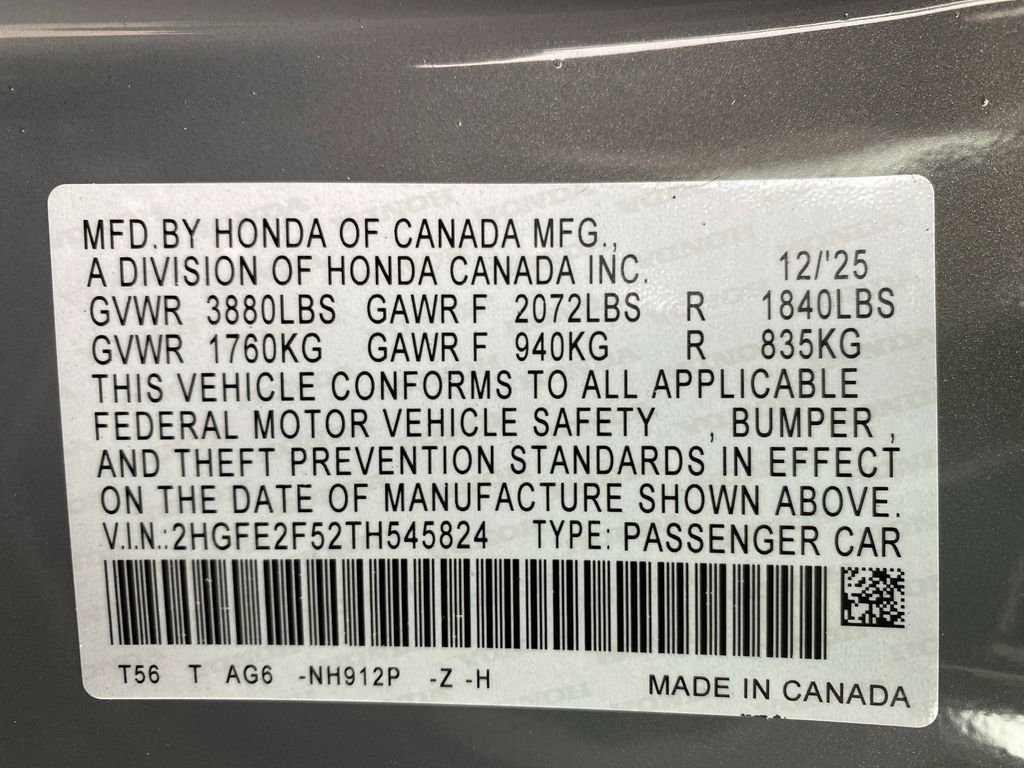 MFD.BY HONDA OF CANADA MFG.,
A DIVISION OF HONDA CANADA INC. 12/'25
GVWR 3880LBS GAWR F 2072LBS R 1840LBS
GVWR 1760KG GAWR F 940KG R 835KG
THIS VEHICLE CONFORMS TO ALL APPLICABLE
FEDERAL MOTOR VEHICLE SAFETY , BUMPER ,
AND THEFT PREVENTION STANDARDS IN EFFECT
ON THE DATE OF MANUFACTURE SHOWN ABOVE.
V.I.N.:2HGFE2F52TH545824 TYPE: PASSENGER CAR
T56 T AG6 -NH912P -Z -H
MADE IN CANADA